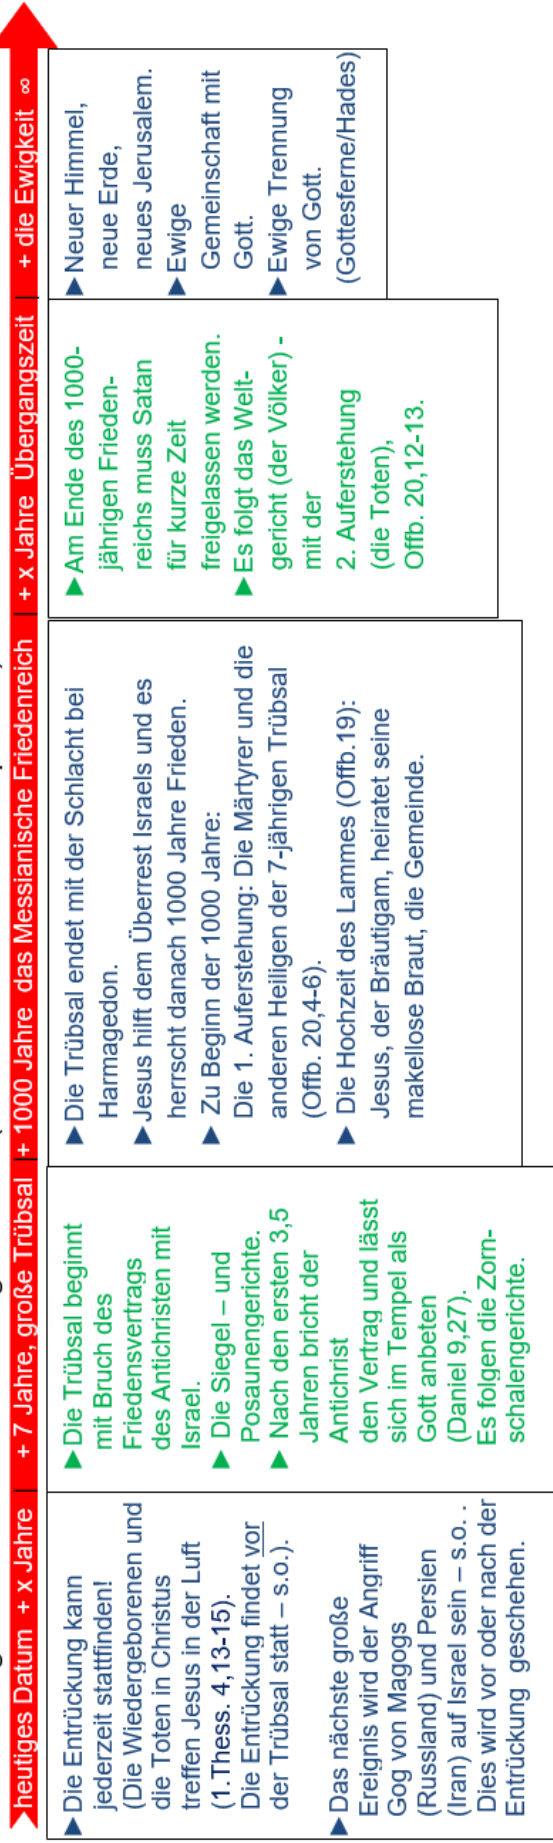 heutiges Datum + x Jahre | + 7 Jahre, große Trübsal | + 1000 Jahre das Messianische Friedenreich | + x Jahre Übergangszeit | + die Ewigkeit ∞
▶Die Entrückung kann
jederzeit stattfinden!
(Die Wiedergeborenen und
die Toten in Christus
treffen Jesus in der Luft
(1.Thess. 4,13-15).
Die Entrückung findet vor
der Trübsal statt – s.o.).
▶Das nächste große
Ereignis wird der Angriff
Gog von Magogs
(Russland) und Persien
(Iran) auf Israel sein – s.o. .
Dies wird vor oder nach der
Entrückung geschehen.
▶Die Trübsal beginnt
mit Bruch des
Friedensvertrags
des Antichristen mit
Israel.
▶ Die Siegel – und
Posaunengerichte.
▶ Nach den ersten 3,5
Jahren bricht der
Antichrist
den Vertrag und lässt
sich im Tempel als
Gott anbeten
(Daniel 9,27).
Es folgen die Zorn-
schalengerichte.
▶Die Trübsal endet mit der Schlacht bei
Harmagedon.
▶Jesus hilft dem Überrest Israels und es
herrscht danach 1000 Jahre Frieden.
▶ Zu Beginn der 1000 Jahre:
Die 1. Auferstehung: Die Märtyrer und die
anderen Heiligen der 7-jährigen Trübsal
(Offb. 20,4-6).
▶ Die Hochzeit des Lammes (Offb.19):
Jesus, der Bräutigam, heiratet seine
makellose Braut, die Gemeinde.
▶Am Ende des 1000-
jährigen Frieden-
reichs muss Satan
für kurze Zeit
freigelassen werden.
▶Es folgt das Welt-
gericht (der Völker) -
mit der
2. Auferstehung
(die Toten),
Offb. 20,12-13.
▶Neuer Himmel,
neue Erde,
neues Jerusalem.
▶Ewige
Gemeinschaft mit
Gott.
▶Ewige Trennung
von Gott.
(Gottesferne/Hades)